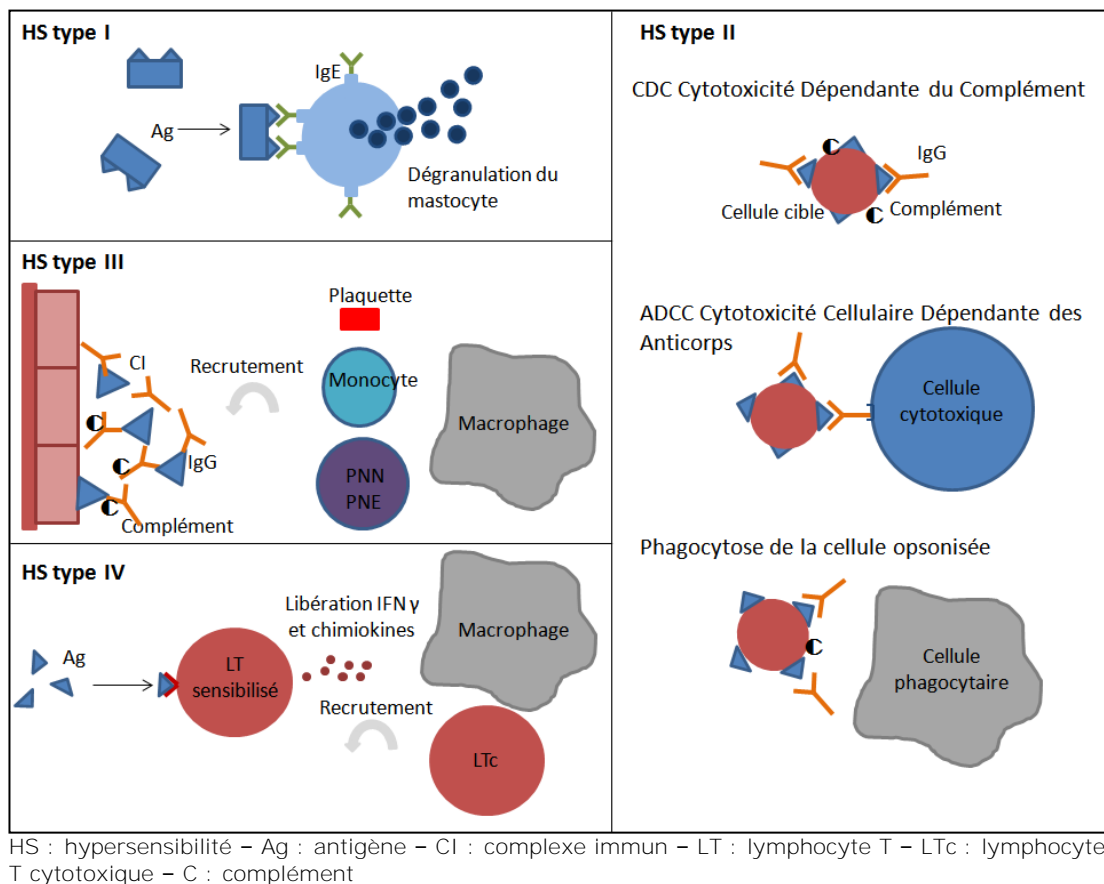 HS type I
IgE
Ag
Dégranulation du
mastocyte
HS type III
Plaquette
CI
Recrutement
Monocyte
Macrophage
C
IgG
PNN
PNE
C
C
Complément
HS type IV
Libération IFN γ
et chimiokines
Macrophage
Ag
LT
sensibilisé
Recrutement
LTc
HS type II
CDC Cytotoxicité Dépendante du Complément
C
IgG
Cellule cible
C
Complément
ADCC Cytotoxicité Cellulaire Dépendante des
Anticorps
Cellule
cytotoxique
Phagocytose de la cellule opsonisée
C
Cellule
phagocytaire
HS : hypersensibilité – Ag : antigène – CI : complexe immun – LT : lymphocyte T – LTc : lymphocyte
T cytotoxique – C : complément